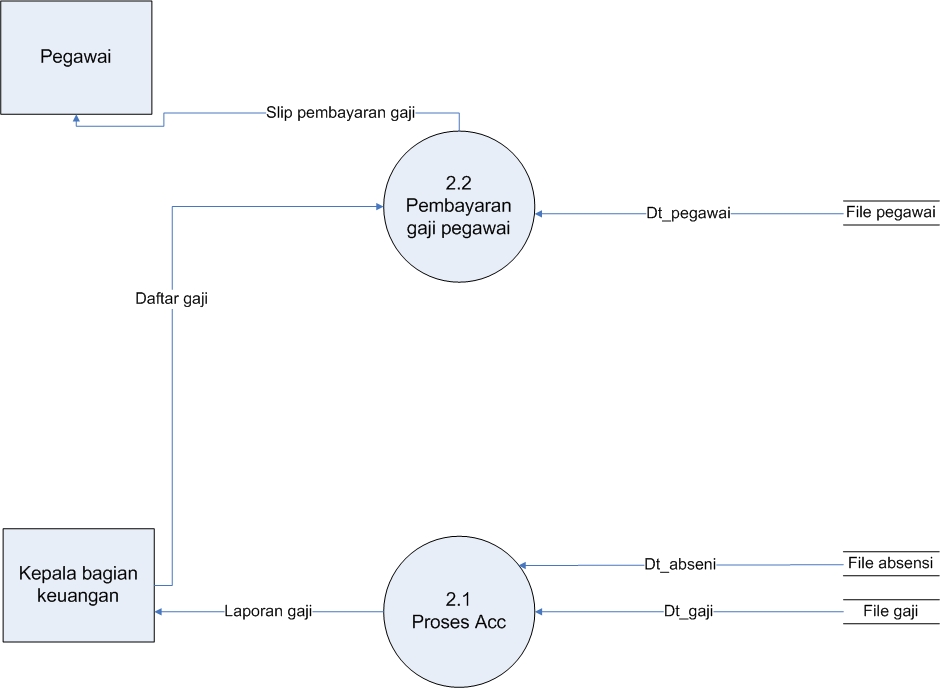 Pegawai
Slip pembayaran gaji
2.2
Pembayaran
gaji pegawai
Dt_pegawai
File pegawai
Daftar gaji
Kepala bagian
keuangan
Laporan gaji
2.1
Proses Acc
Dt_abseni
File absensi
Dt_gaji
File gaji